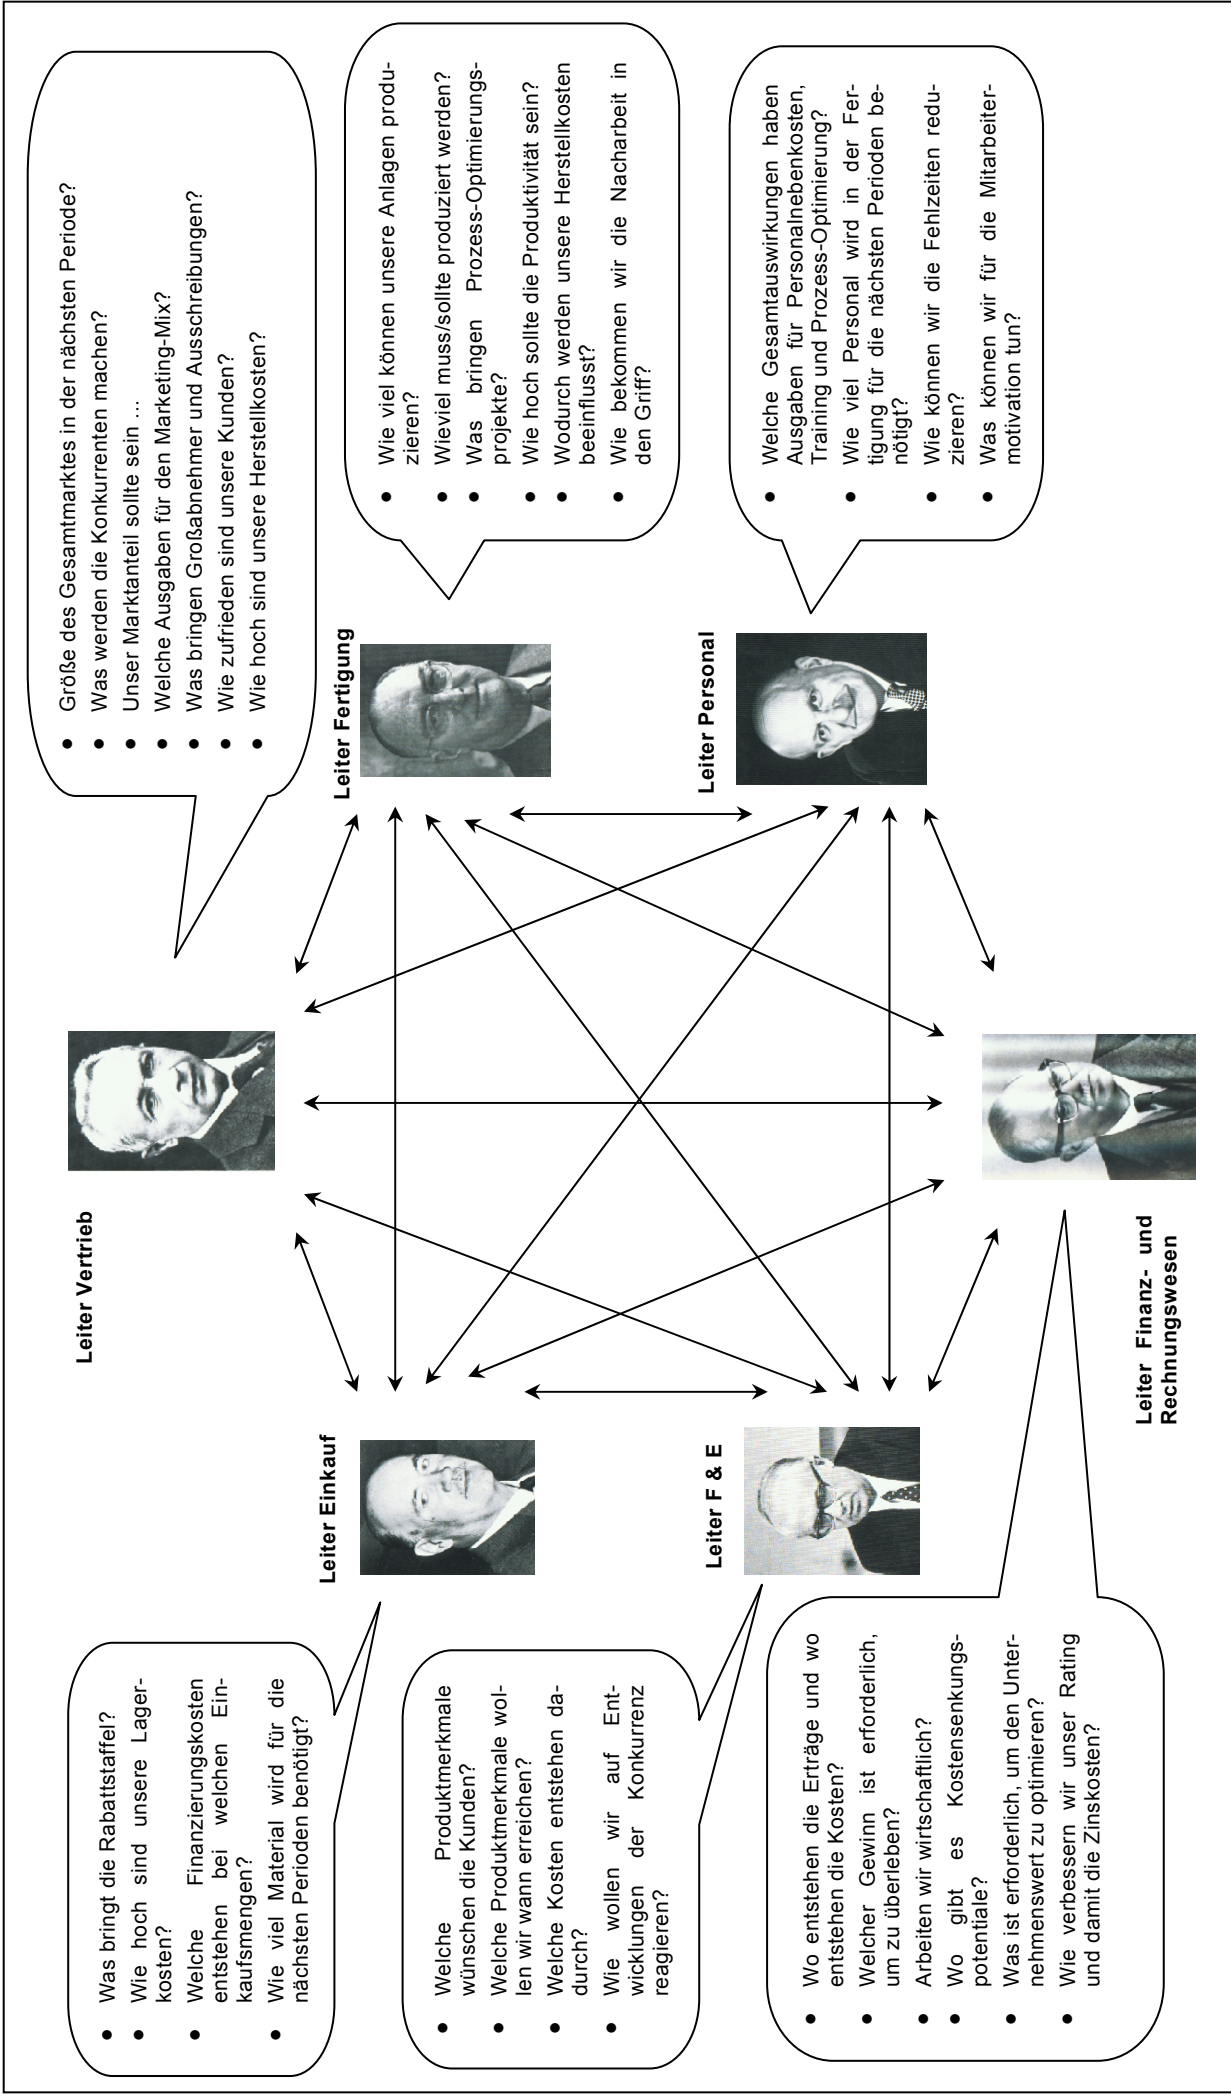 Leiter Vertrieb
• Größe des Gesamtmarktes in der nächsten Periode?
• Was werden die Konkurrenten machen?
• Unser Marktanteil sollte sein ...
• Welche Ausgaben für den Marketing-Mix?
• Was bringen Großabnehmer und Ausschreibungen?
• Wie zufrieden sind unsere Kunden?
• Wie hoch sind unsere Herstellkosten?
Leiter Einkauf
• Was bringt die Rabattstaffel?
• Wie hoch sind unsere Lager-
kosten?
• Welche Finanzierungskosten
entstehen bei welchen Ein-
kaufsmengen?
• Wie viel Material wird für die
nächsten Perioden benötigt?
Leiter Fertigung
• Wie viel können unsere Anlagen produ-
zieren?
• Wieviel muss/sollte produziert werden?
• Was bringen Prozess-Optimierungs-
projekte?
• Wie hoch sollte die Produktivität sein?
• Wodurch werden unsere Herstellkosten
beeinflusst?
• Wie bekommen wir die Nacharbeit in
den Griff?
Leiter F & E
• Welche Produktmerkmale
wünschen die Kunden?
• Welche Produktmerkmale wol-
len wir wann erreichen?
• Welche Kosten entstehen da-
durch?
• Wie wollen wir auf Ent-
wicklungen der Konkurrenz
reagieren?
Leiter Personal
• Welche Gesamtauswirkungen haben
Ausgaben für Personalnebenkosten,
Training und Prozess-Optimierung?
• Wie viel Personal wird in der Fer-
tigung für die nächsten Perioden be-
nötigt?
• Wie können wir die Fehlzeiten redu-
zieren?
• Was können wir für die Mitarbeiter-
motivation tun?
Leiter Finanz- und
Rechnungswesen
• Wo entstehen die Erträge und wo
entstehen die Kosten?
• Welcher Gewinn ist erforderlich,
um zu überleben?
• Arbeiten wir wirtschaftlich?
• Wo gibt es Kostensenkungs-
potentiale?
• Was ist erforderlich, um den Unter-
nehmenswert zu optimieren?
• Wie verbessern wir unser Rating
und damit die Zinskosten?